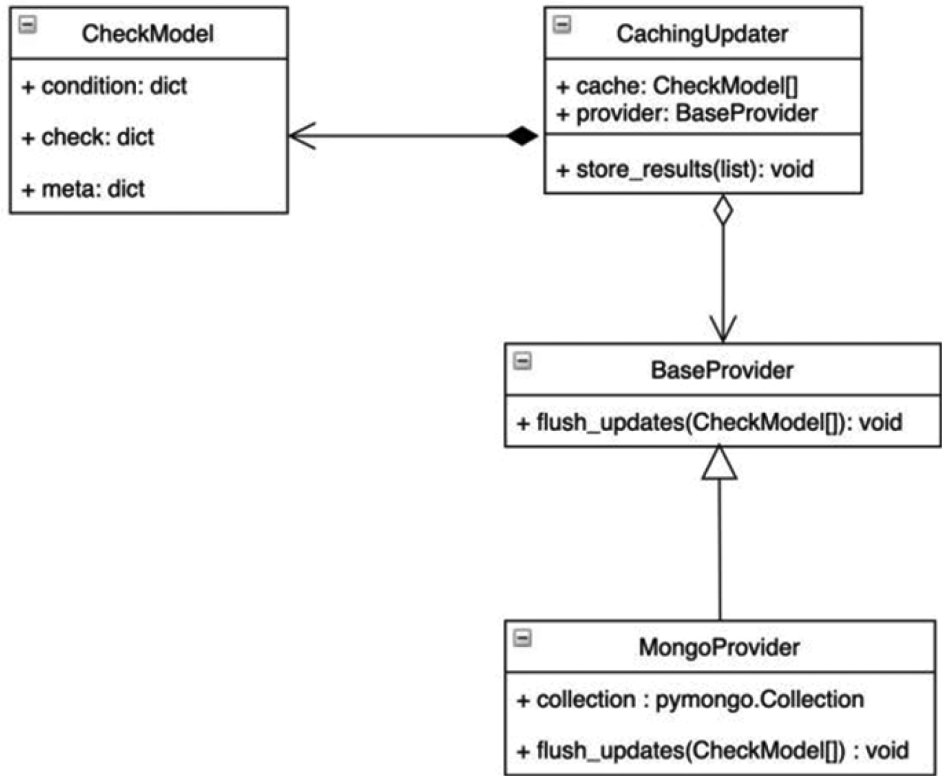 CheckModel
+ condition: dict
+ check: dict
+ meta: dict
CachingUpdater
+ cache: CheckModel[]
+ provider: BaseProvider
+ store_results(list): void
BaseProvider
+ flush_updates(CheckModel[]): void
MongoProvider
+ collection : pymongo.Collection
+ flush_updates(CheckModel[]) : void